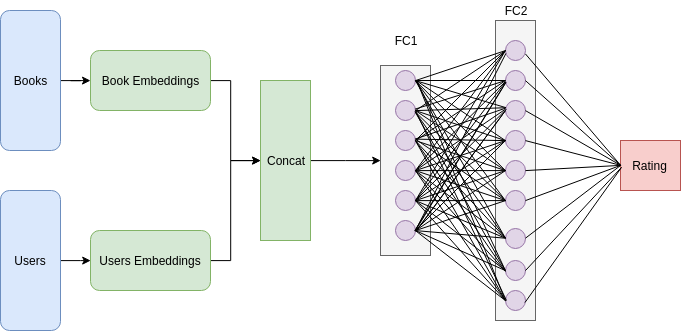 Books
Book Embeddings
Users
Users Embeddings
Concat
FC1
FC2
Rating